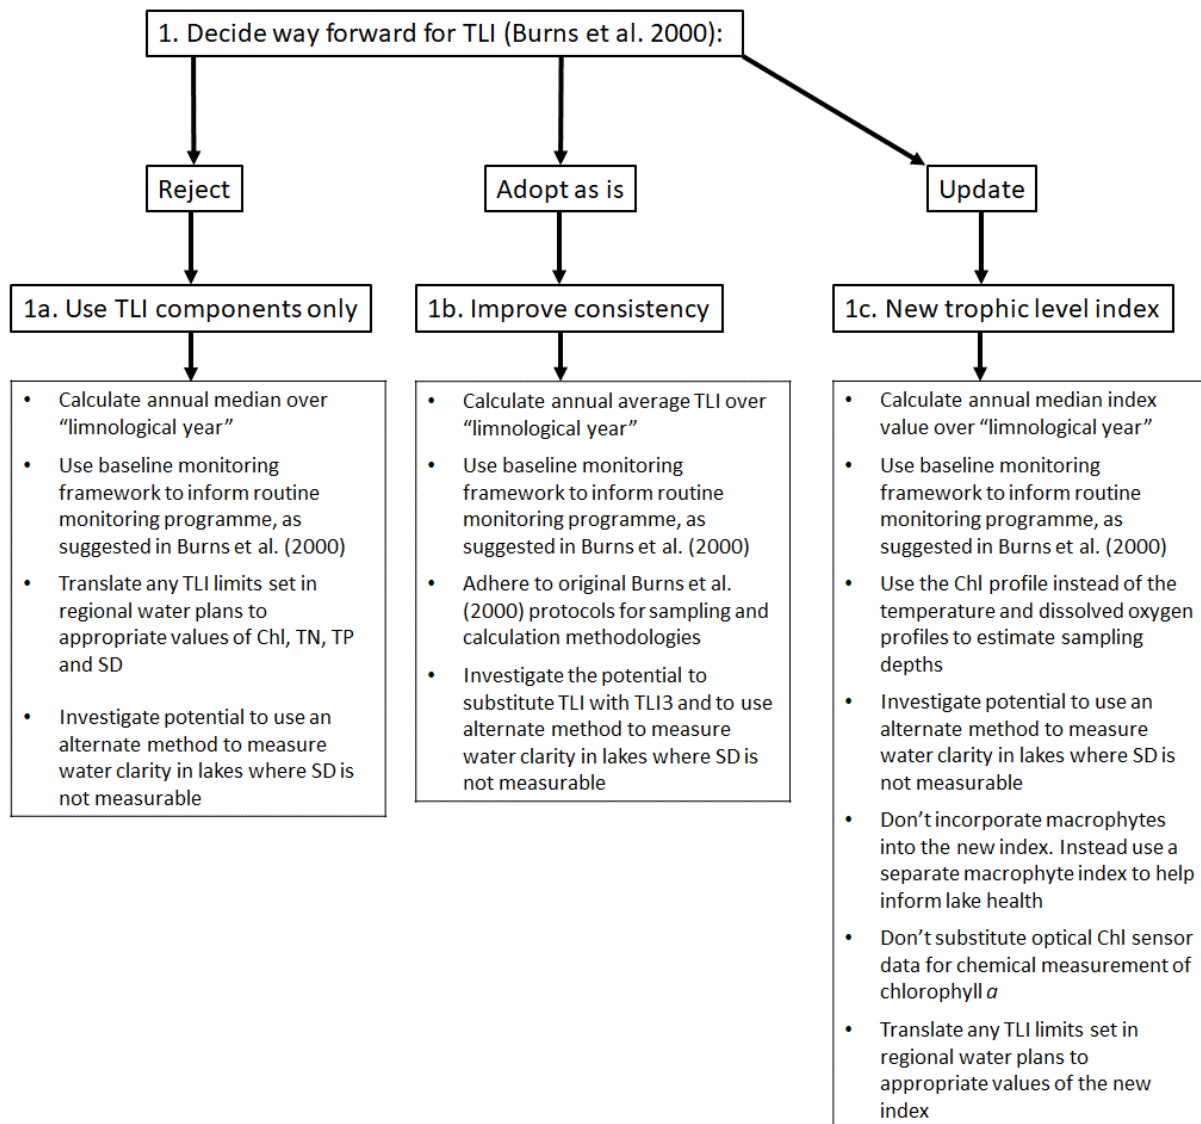 1. Decide way forward for TLI (Burns et al. 2000):
Reject
Adopt as is
Update
1a. Use TLI components only
1b. Improve consistency
1c. New trophic level index
• Calculate annual median over
“limnological year”
• Use baseline monitoring
framework to inform routine
monitoring programme, as
suggested in Burns et al. (2000)
• Translate any TLI limits set in
regional water plans to
appropriate values of Chl, TN, TP
and SD
• Investigate potential to use an
alternate method to measure
water clarity in lakes where SD is
not measurable
• Calculate annual average TLI over
“limnological year”
• Use baseline monitoring
framework to inform routine
monitoring programme, as
suggested in Burns et al. (2000)
• Adhere to original Burns et al.
(2000) protocols for sampling and
calculation methodologies
• Investigate the potential to
substitute TLI with TLI3 and to use
alternate method to measure
water clarity in lakes where SD is
not measurable
• Calculate annual median index
value over “limnological year”
• Use baseline monitoring
framework to inform routine
monitoring programme, as
suggested in Burns et al. (2000)
• Use the Chl profile instead of the
temperature and dissolved oxygen
profiles to estimate sampling
depths
• Investigate potential to use an
alternate method to measure
water clarity in lakes where SD is
not measurable
• Don’t incorporate macrophytes
into the new index. Instead use a
separate macrophyte index to help
inform lake health
• Don’t substitute optical Chl sensor
data for chemical measurement of
chlorophyll a
• Translate any TLI limits set in
regional water plans to
appropriate values of the new
index